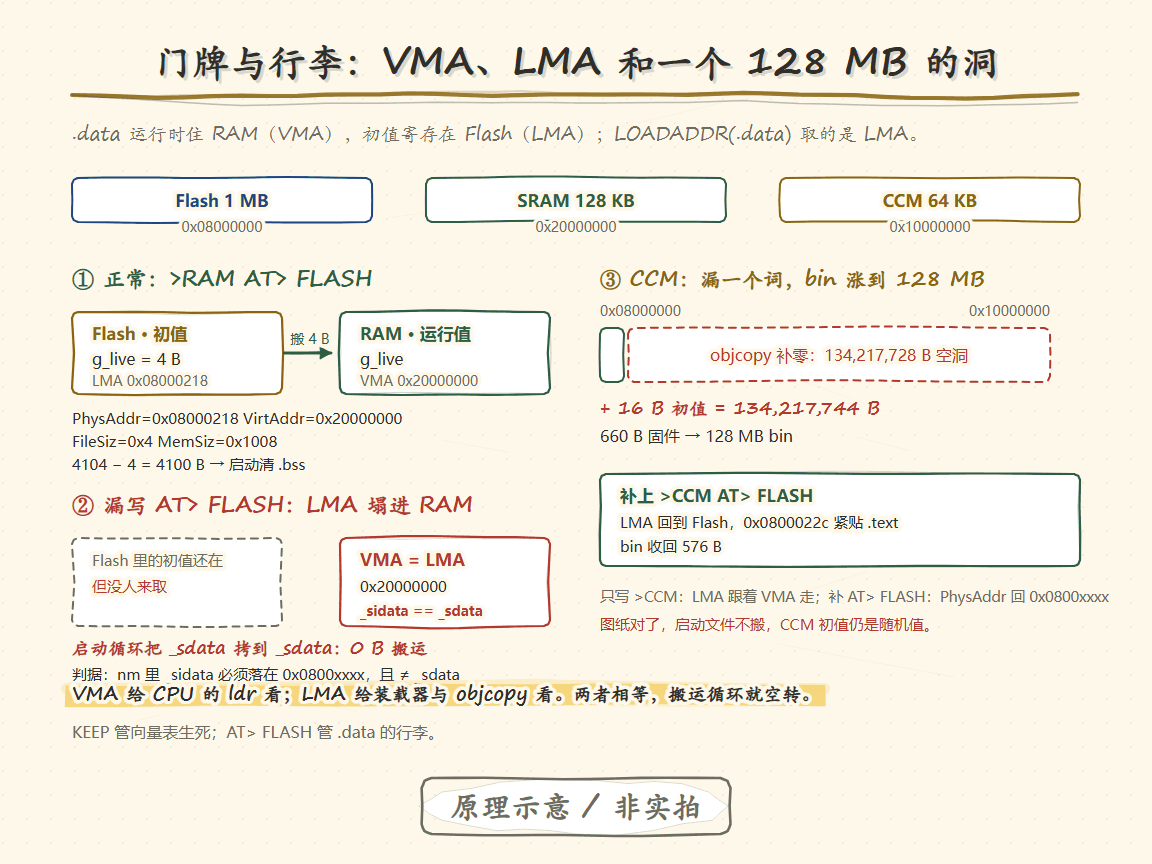 门牌与行李：VMA、LMA 和一个 128 MB 的洞
.data 运行时住 RAM（VMA），初值寄存在 Flash（LMA）；LOADADDR(.data) 取的是 LMA。
Flash 1 MB
0x08000000
SRAM 128 KB
0x20000000
CCM 64 KB
0x10000000
① 正常：>RAM AT> FLASH
Flash · 初值
g_live = 4 B
LMA 0x08000218
搬 4 B
RAM · 运行值
g_live
VMA 0x20000000
PhysAddr=0x08000218 VirtAddr=0x20000000
FileSiz=0x4 MemSiz=0x1008
4104 − 4 = 4100 B → 启动清 .bss
② 漏写 AT> FLASH：LMA 塌进 RAM
Flash 里的初值还在
但没人来取
VMA = LMA
0x20000000
_sidata == _sdata
启动循环把 _sdata 拷到 _sdata：0 B 搬运
判据：nm 里 _sidata 必须落在 0x0800xxxx，且 ≠ _sdata
③ CCM：漏一个词，bin 涨到 128 MB
0x08000000
0x10000000
objcopy 补零：134,217,728 B 空洞
+ 16 B 初值 = 134,217,744 B
660 B 固件 → 128 MB bin
补上 >CCM AT> FLASH
LMA 回到 Flash，0x0800022c 紧贴 .text
bin 收回 576 B
只写 >CCM：LMA 跟着 VMA 走；补 AT> FLASH：PhysAddr 回 0x0800xxxx
图纸对了，启动文件不搬，CCM 初值仍是随机值。
VMA 给 CPU 的 ldr 看；LMA 给装载器与 objcopy 看。两者相等，搬运循环就空转。
KEEP 管向量表生死；AT> FLASH 管 .data 的行李。
原理示意 / 非实拍